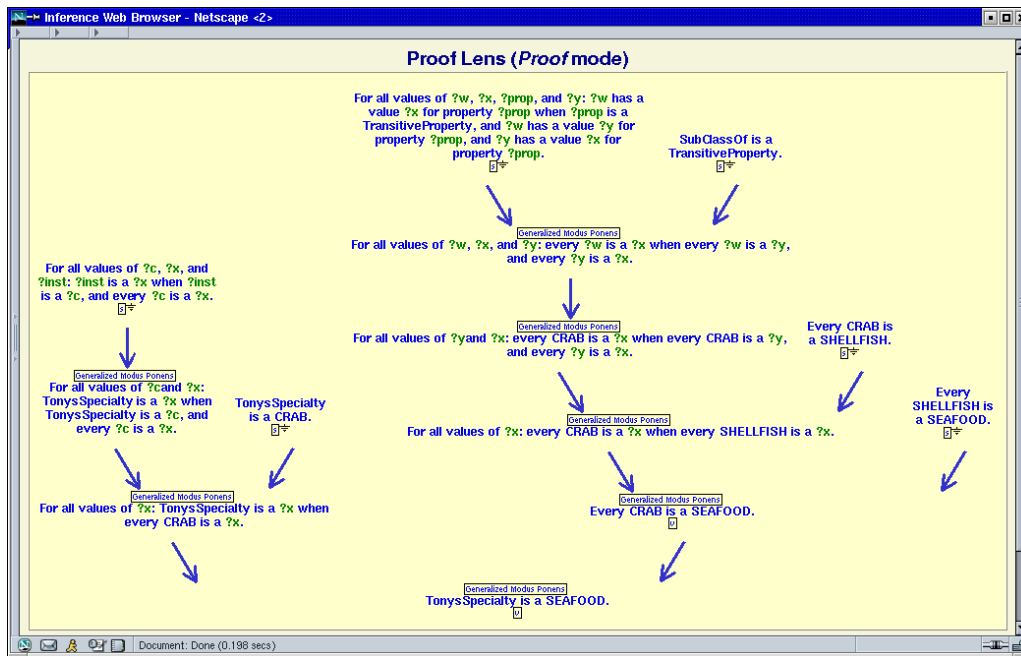 Inference Web Browser - Netscape <2>
Proof Lens (Proof mode)
For all values of ?w, ?x, ?prop, and ?y: ?w has a
value ?x for property ?prop when ?prop is a
TransitiveProperty, and ?w has a value ?y for
property ?prop, and ?y has a value ?x for
property ?prop.
s
SubClassOf is a
TransitiveProperty.
s
Generalized Modus Ponens
For all values of ?w, ?x, and ?y: every ?w is a ?x when every ?w is a ?y,
and every ?y is a ?x.
For all values of ?c, ?x, and
?inst: ?inst is a ?x when ?inst
is a ?c, and every ?c is a ?x.
s
Generalized Modus Ponens
For all values of ?yand ?x: every CRAB is a ?x when every CRAB is a ?y,
and every ?y is a ?x.
Every CRAB is
a SHELLFISH.
s
Generalized Modus Ponens
For all values of ?cand ?x:
TonysSpecialty is a ?x when
TonysSpecialty is a ?c, and
every ?c is a ?x.
TonysSpecialty
is a CRAB.
s
Generalized Modus Ponens
For all values of ?x: every CRAB is a ?x when every SHELLFISH is a ?x.
Every
SHELLFISH is
a SEAFOOD.
s
Generalized Modus Ponens
For all values of ?x: TonysSpecialty is a ?x when
every CRAB is a ?x.
Generalized Modus Ponens
Every CRAB is a SEAFOOD.
u
Generalized Modus Ponens
TonysSpecialty is a SEAFOOD.
u
Document: Done (0.198 secs)